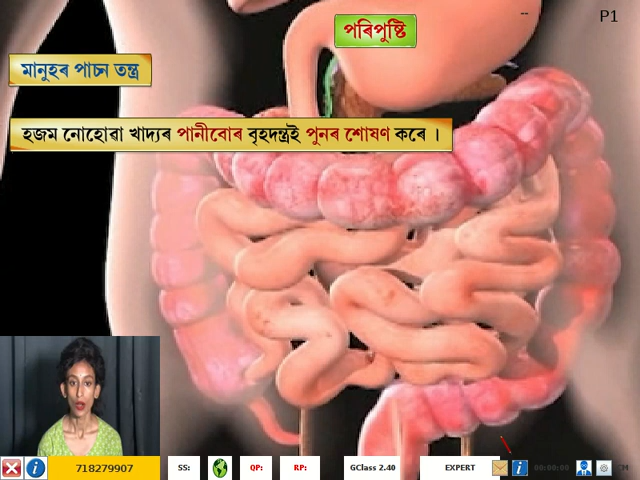 পৰিপুষ্টি
-- P1
মানুহৰ পাচন তন্ত্ৰ
হজম নোহোৱা খাদ্যৰ পানীবোৰ বৃহদন্ত্ৰই পুনৰ শোষণ কৰে ।
718279907 SS: QP: RP: GClass 2.40 EXPERT 00:00:00